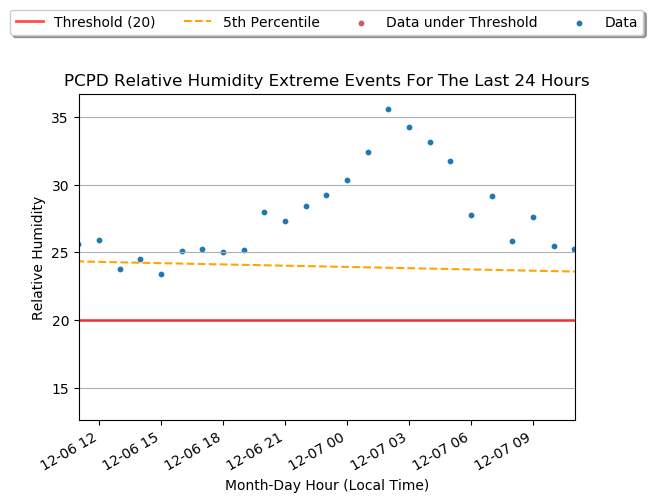 Threshold (20) 5th Percentile Data under Threshold Data
PCPD Relative Humidity Extreme Events For The Last 24 Hours
35
30
25
20
15
Relative Humidity
12-06 12 12-06 15 12-06 18 12-06 21 12-07 00 12-07 03 12-07 06 12-07 09
Month-Day Hour (Local Time)